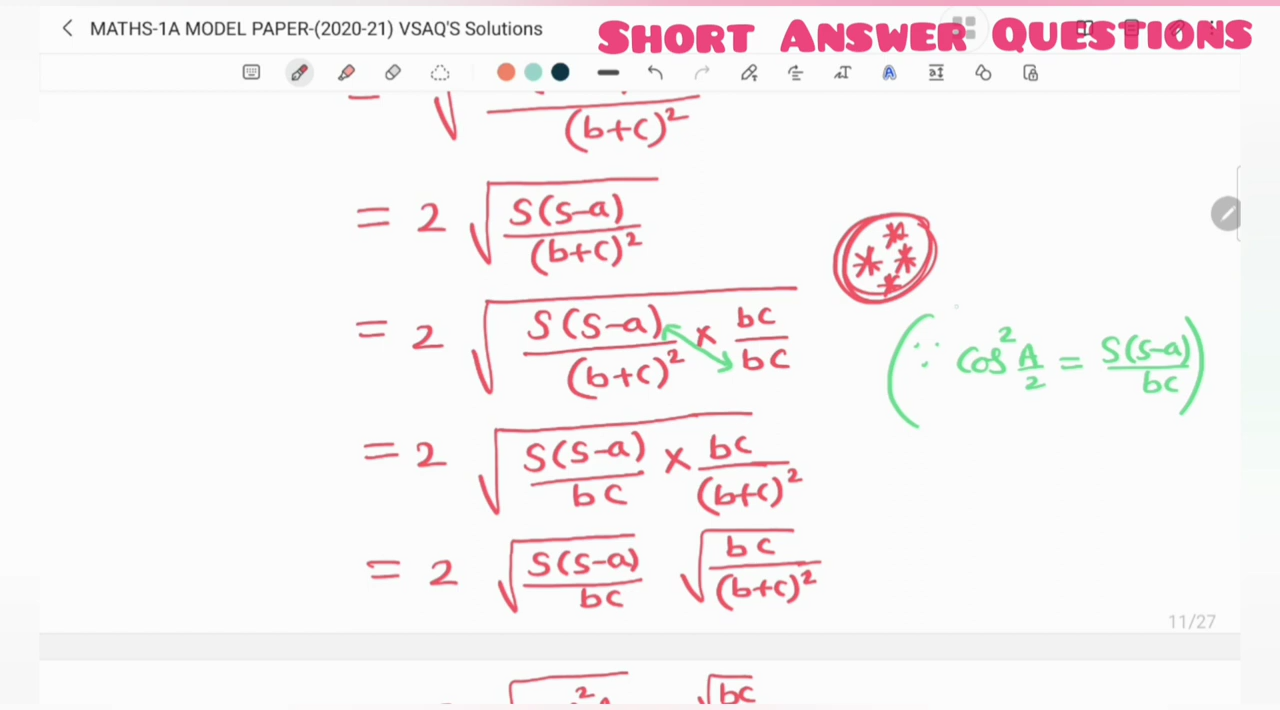 MATHS-1A MODEL PAPER-(2020-21) VSAQ'S Solutions
SHORT ANSWER QUESTIONS
= √ (b+c)²
= 2 √ S(S-a) / (b+c)²
= 2 √ S(S-a) / (b+c)² × bc / bc
(∵ cos² A/2 = S(S-a) / bc)
= 2 √ S(S-a) / bc × bc / (b+c)²
= 2 √ S(S-a) / bc √ bc / (b+c)²
11/27
√bc